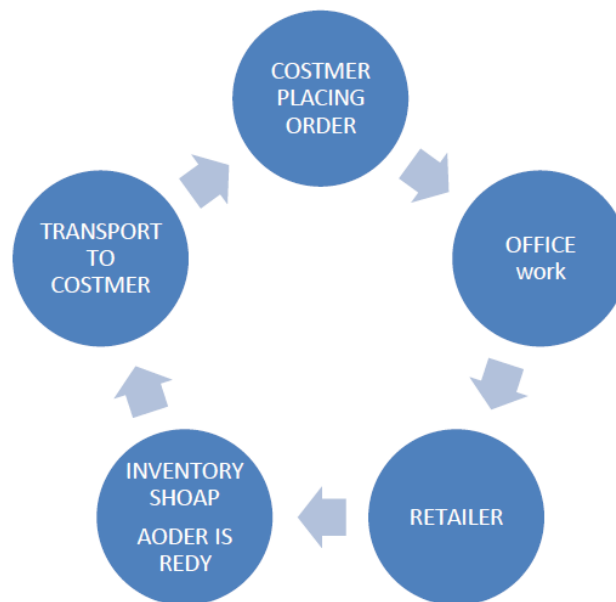 COSTMER
PLACING
ORDER
OFFICE
work
RETAILER
INVENTORY
SHOAP
AODER IS
REDY
TRANSPORT
TO
COSTMER